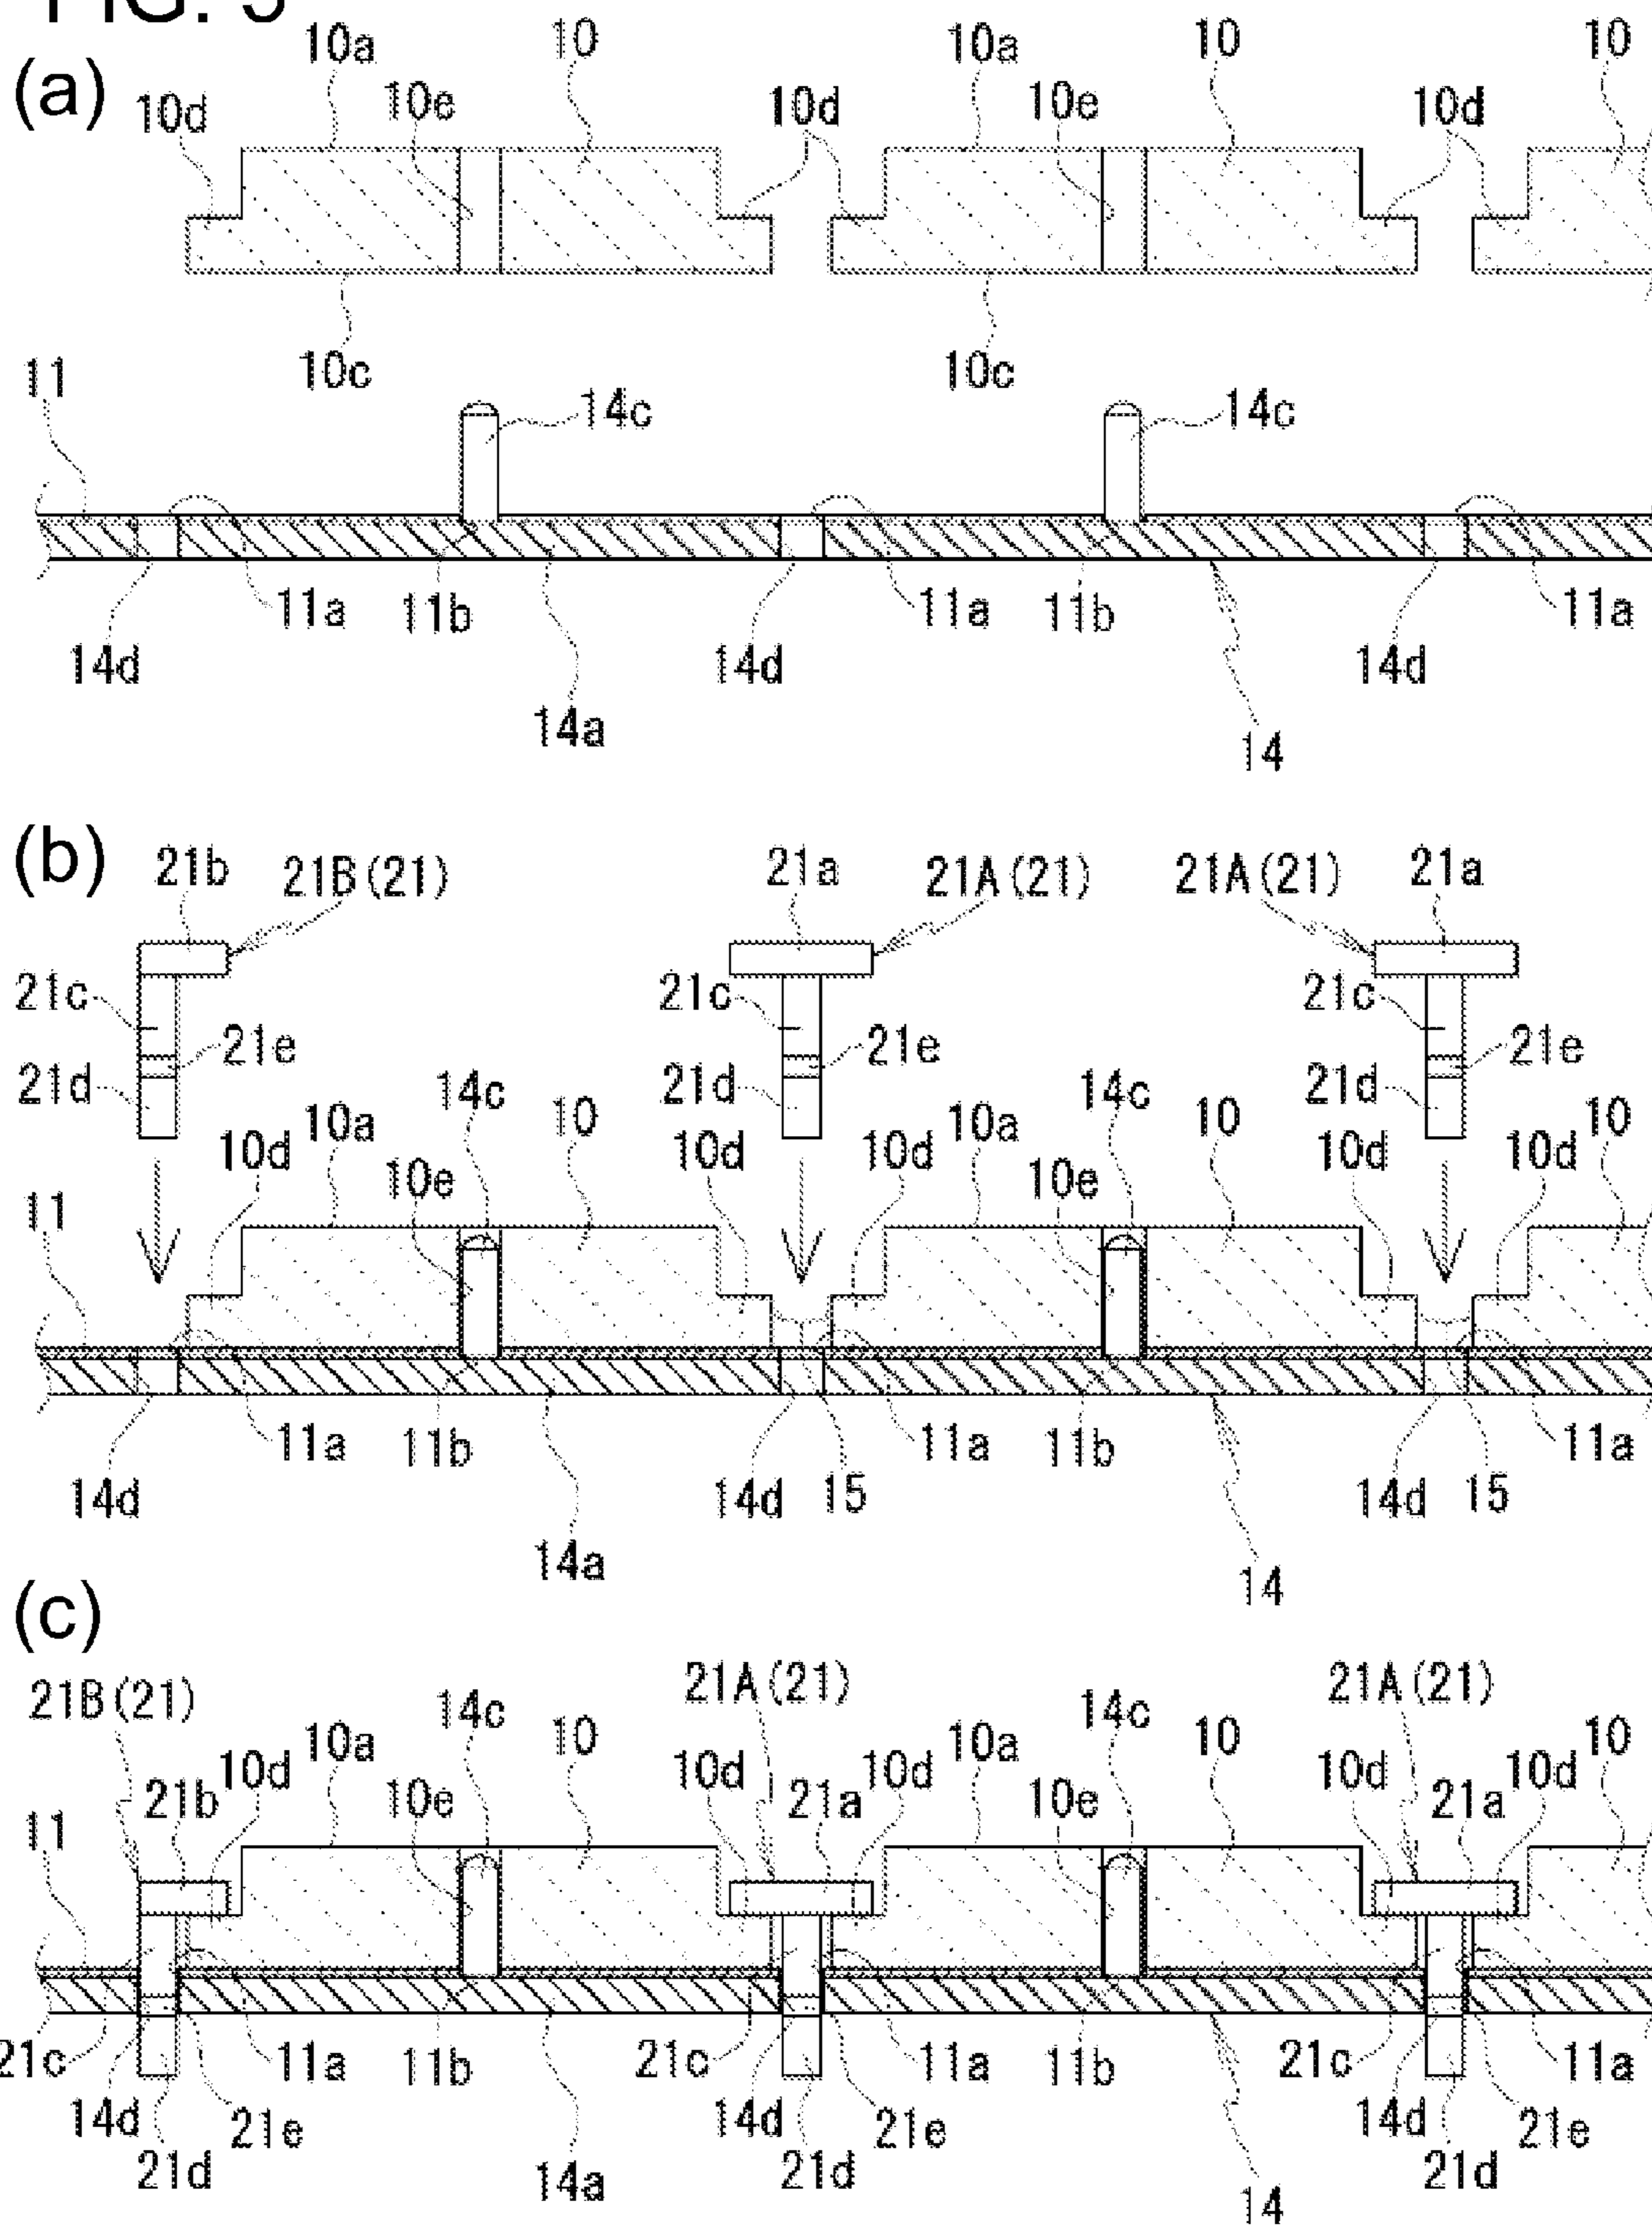 FIG. 5
10a 10 10a 10 10
(a) 10d 10e 10d 10e 10d
10c 10c
11 14c 14c
11a 11b 11a 11b 11a
14d 14d 14d
14a 14
(b) 21b 21B(21) 21a 21A(21) 21A(21) 21a
21c 21c 21c
21e 21e 21e
21d 14c 21d 14c 21d
10a 10 10a 10 10
10d 10e 10d 10d 10e 10d 10d
11
11a 11b 11a 11b 11a
14d 14d 15 14d 15
14a 14
(c)
21B(21) 14c 21A(21) 14c 21A(21)
10a 10 10a 10 10
10d 10d 10d 10d 10d
21b 10e 21a 10e 21a
11
21c 11a 11b 21c 11a 11b 21c 11a
14d 21e 14d 21e 14d 21e
21d 14a 21d 14 21d